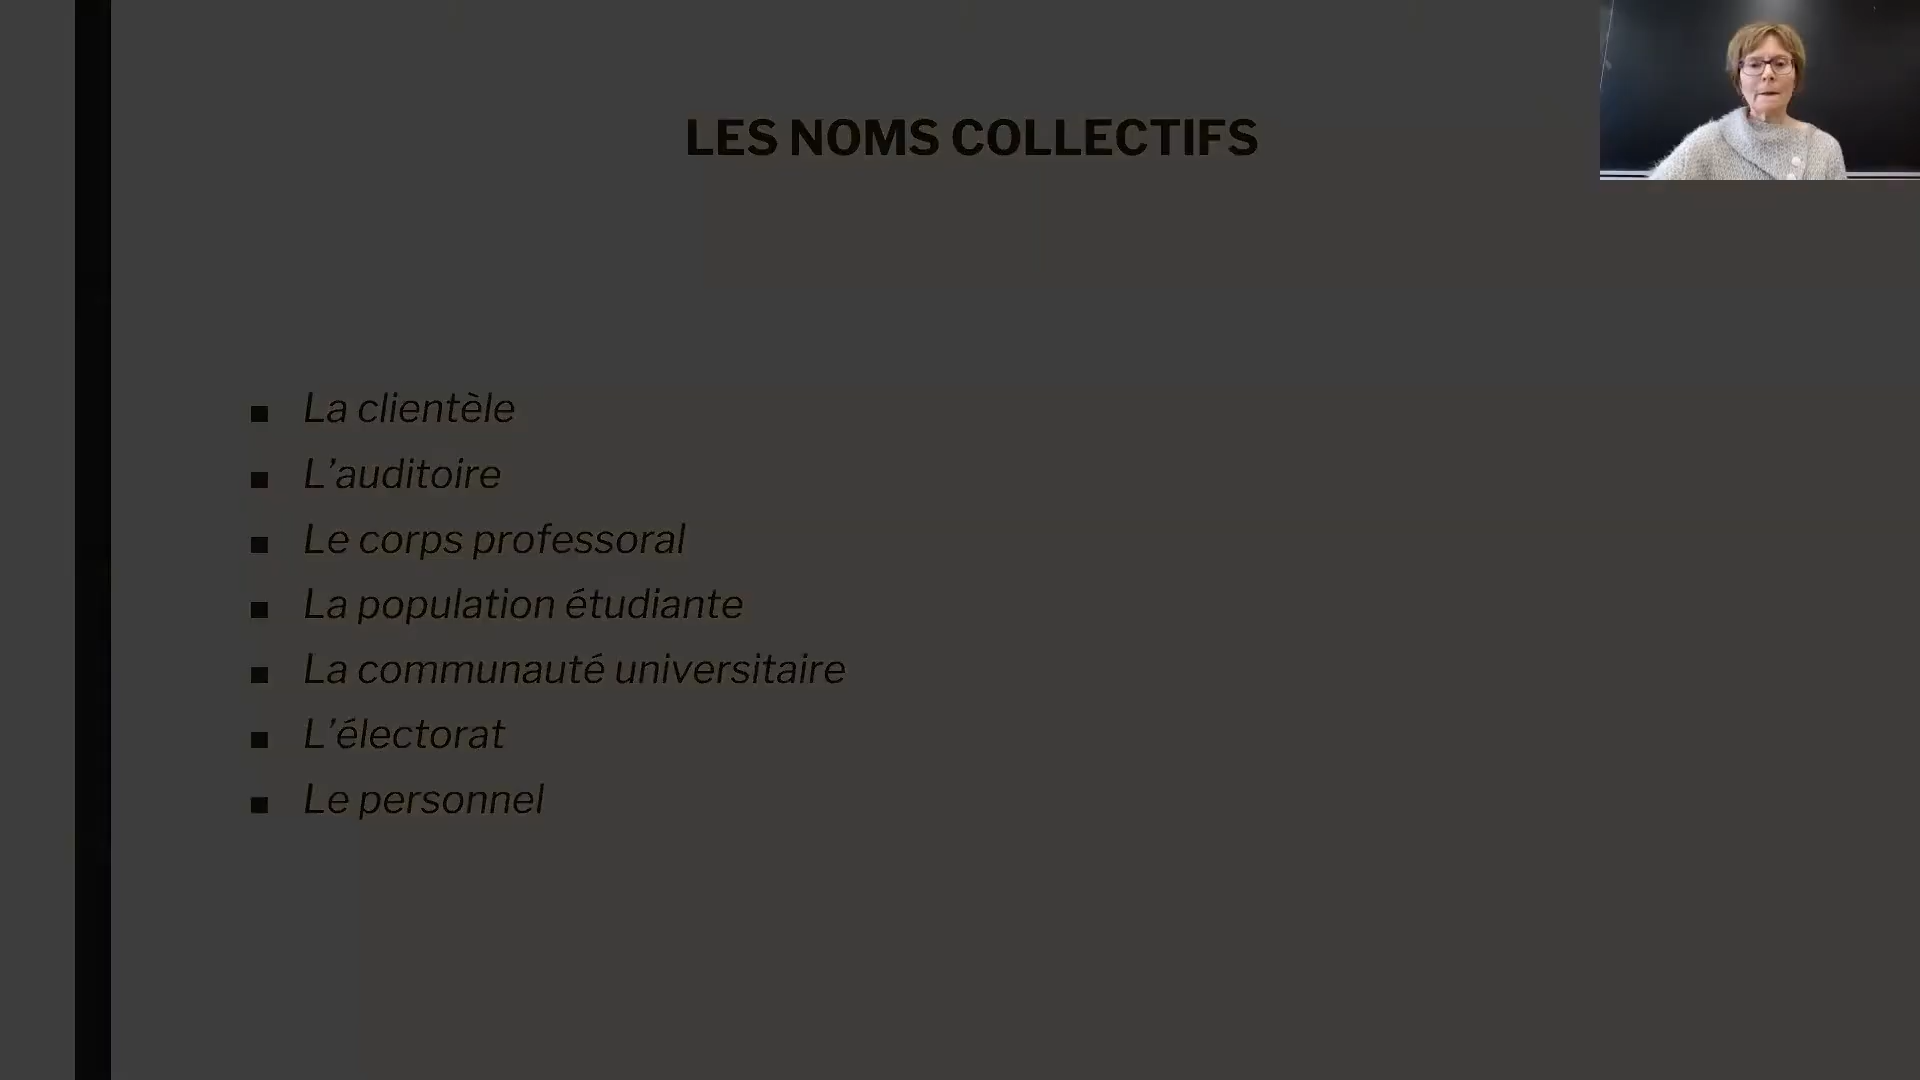 LES NOMS COLLECTIFS
La clientèle
L’auditoire
Le corps professoral
La population étudiante
La communauté universitaire
L’électorat
Le personnel